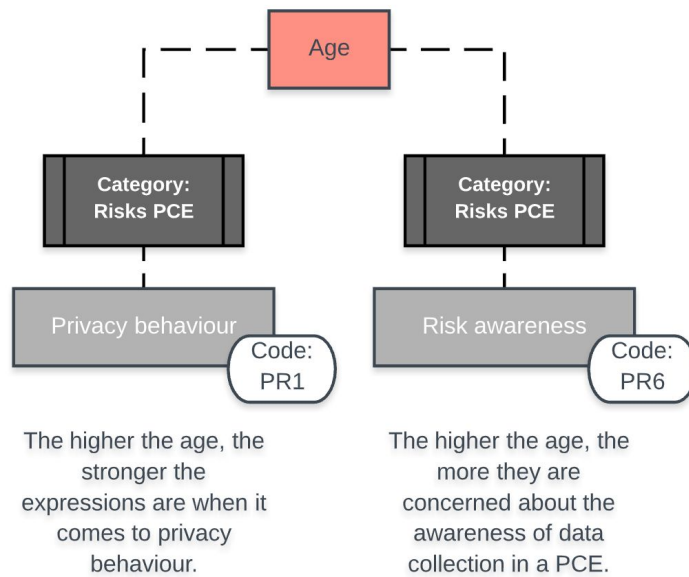 Age
Category:
Risks PCE
Category:
Risks PCE
Privacy behaviour
Code:
PR1
Risk awareness
Code:
PR6
The higher the age, the
stronger the
expressions are when it
comes to privacy
behaviour.
The higher the age, the
more they are
concerned about the
awareness of data
collection in a PCE.